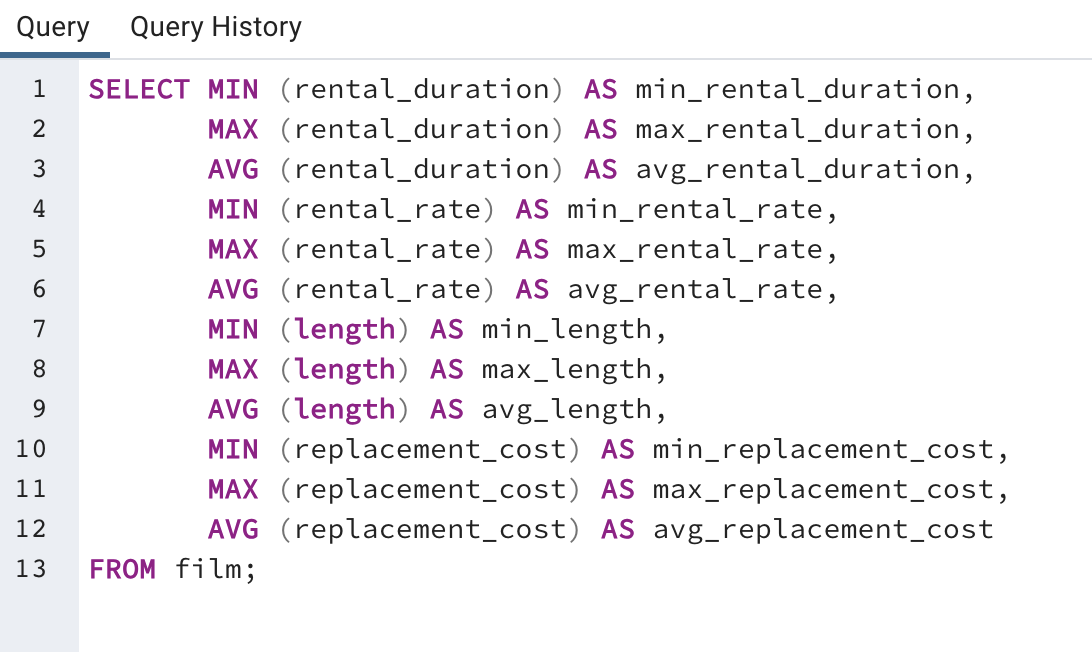 Query Query History
1 SELECT MIN (rental_duration) AS min_rental_duration,
2 MAX (rental_duration) AS max_rental_duration,
3 AVG (rental_duration) AS avg_rental_duration,
4 MIN (rental_rate) AS min_rental_rate,
5 MAX (rental_rate) AS max_rental_rate,
6 AVG (rental_rate) AS avg_rental_rate,
7 MIN (length) AS min_length,
8 MAX (length) AS max_length,
9 AVG (length) AS avg_length,
10 MIN (replacement_cost) AS min_replacement_cost,
11 MAX (replacement_cost) AS max_replacement_cost,
12 AVG (replacement_cost) AS avg_replacement_cost
13 FROM film;